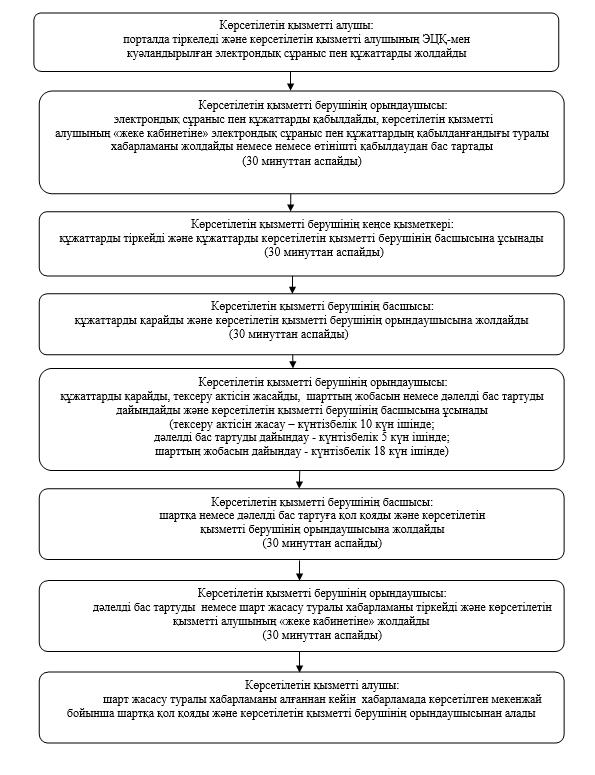 Көрсетілетін қызметті алушы:
порталда тіркеледі және көрсетілетін қызметті алушының ЭЦҚ-мен
куәландырылған электрондық сұраныс пен құжаттарды жолдайды
Көрсетілетін қызметті берушінің орындаушысы:
электрондық сұраныс пен құжаттарды қабылдайды, көрсетілетін қызметті
алушының «жеке кабинетіне» электрондық сұраныс пен құжаттардың қабылданғандығы туралы
хабарламаны жолдайды немесе немесе өтінішті қабылдаудан бас тартады
(30 минуттан аспайды)
Көрсетілетін қызметті берушінің кеңсе қызметкері:
құжаттарды тіркейді және құжаттарды көрсетілетін қызметті берушінің басшысына ұсынады
(30 минуттан аспайды)
Көрсетілетін қызметті берушінің басшысы:
құжаттарды қарайды және көрсетілетін қызметті берушінің орындаушысына жолдайды
(30 минуттан аспайды)
Көрсетілетін қызметті берушінің орындаушысы:
құжаттарды қарайды, тексеру актісін жасайды, шарттың жобасын немесе дәлелді бас тартуды
дайындайды және көрсетілетін қызметті берушінің басшысына ұсынады
(тексеру актісін жасау – күнтізбелік 10 күн ішінде;
дәлелді бас тартуды дайындау - күнтізбелік 5 күн ішінде;
шарттың жобасын дайындау - күнтізбелік 18 күн ішінде)
Көрсетілетін қызметті берушінің басшысы:
шартқа немесе дәлелді бас тартуға қол қояды және көрсетілетін
қызметті берушінің орындаушысына жолдайды
(30 минуттан аспайды)
Көрсетілетін қызметті берушінің орындаушысы:
дәлелді бас тартуды немесе шарт жасасу туралы хабарламаны тіркейді және көрсетілетін
қызметті алушының «жеке кабинетіне» жолдайды
(30 минуттан аспайды)
Көрсетілетін қызметті алушы:
шарт жасасу туралы хабарламаны алғаннан кейін хабарламада көрсетілген мекенжай
бойынша шартқа қол қояды және көрсетілетін қызметті берушінің орындаушысынан алады